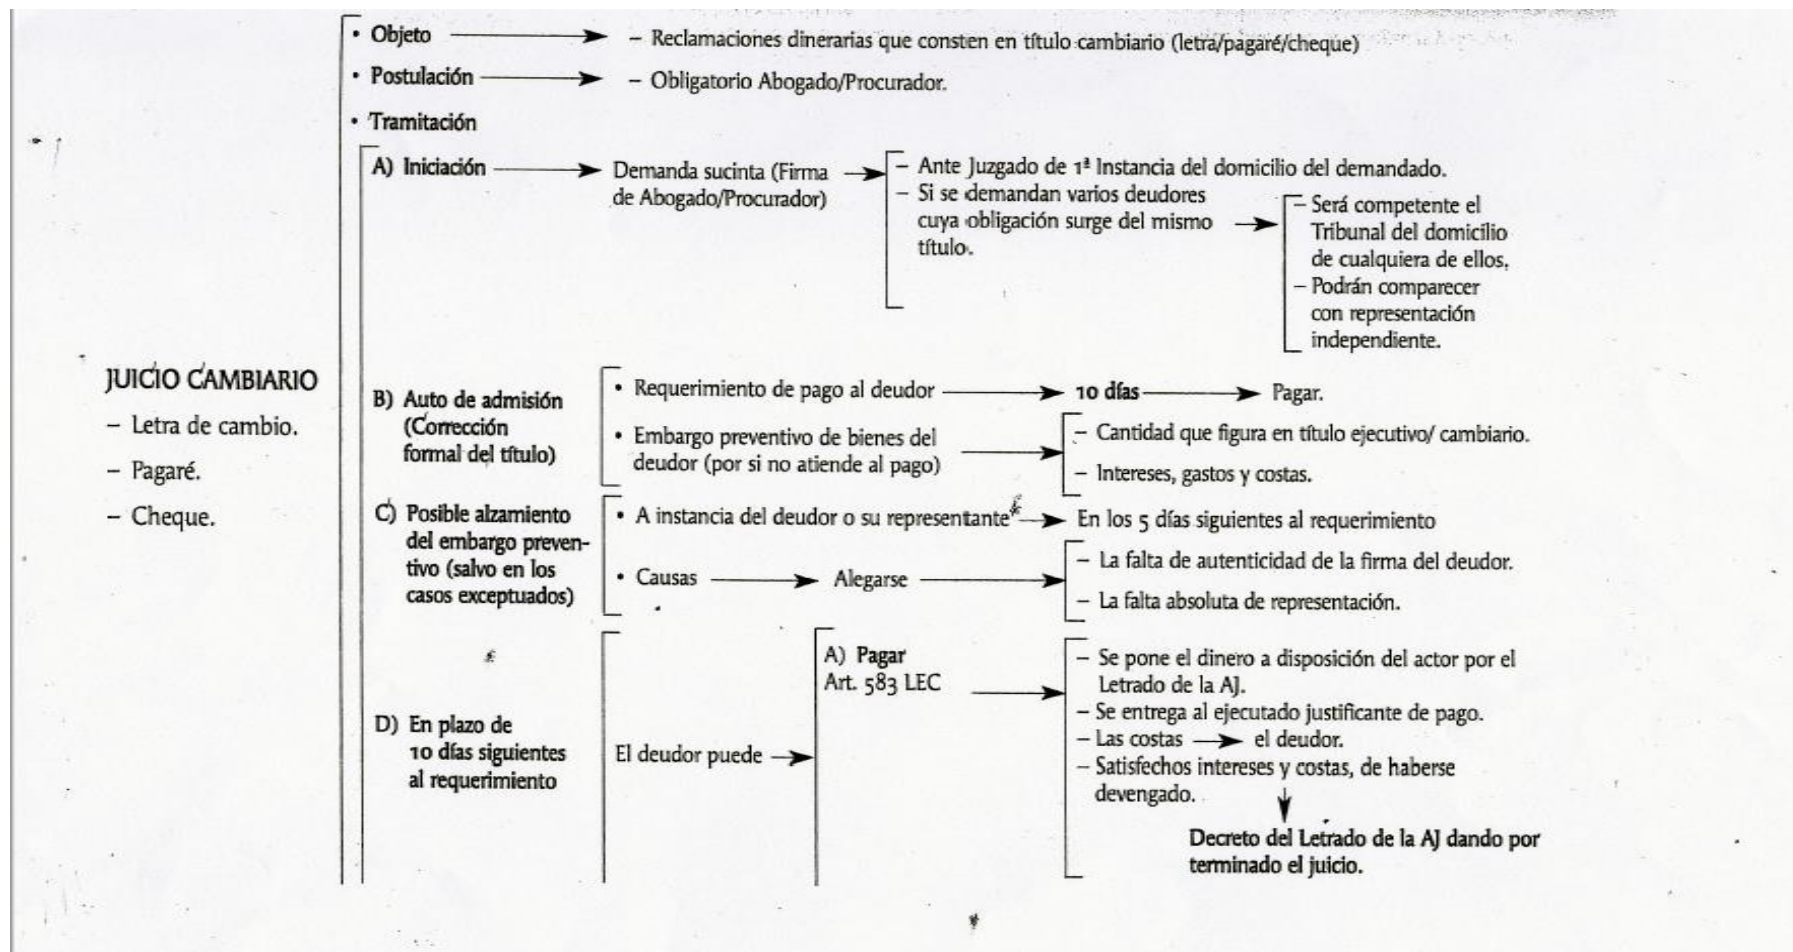 JUICIO CAMBIARIO
– Letra de cambio.
– Pagaré.
– Cheque.
• Objeto
– Reclamaciones dinerarias que consten en título cambiario (letra/pagaré/cheque)
• Postulación
– Obligatorio Abogado/Procurador.
• Tramitación
A) Iniciación
Demanda sucinta (Firma
de Abogado/Procurador)
– Ante Juzgado de 1ª Instancia del domicilio del demandado.
– Si se demandan varios deudores
cuya obligación surge del mismo
título.
– Será competente el
Tribunal del domicilio
de cualquiera de ellos.
– Podrán comparecer
con representación
independiente.
B) Auto de admisión
(Corrección
formal del título)
• Requerimiento de pago al deudor
10 días
Pagar.
• Embargo preventivo de bienes del
deudor (por si no atiende al pago)
– Cantidad que figura en título ejecutivo/ cambiario.
– Intereses, gastos y costas.
C) Posible alzamiento
del embargo preven-
tivo (salvo en los
casos exceptuados)
• A instancia del deudor o su representante
En los 5 días siguientes al requerimiento
• Causas
Alegarse
– La falta de autenticidad de la firma del deudor.
– La falta absoluta de representación.
D) En plazo de
10 días siguientes
al requerimiento
El deudor puede
A) Pagar
Art. 583 LEC
– Se pone el dinero a disposición del actor por el
Letrado de la AJ.
– Se entrega al ejecutado justificante de pago.
– Las costas el deudor.
– Satisfechos intereses y costas, de haberse
devengado.
Decreto del Letrado de la AJ dando por
terminado el juicio.